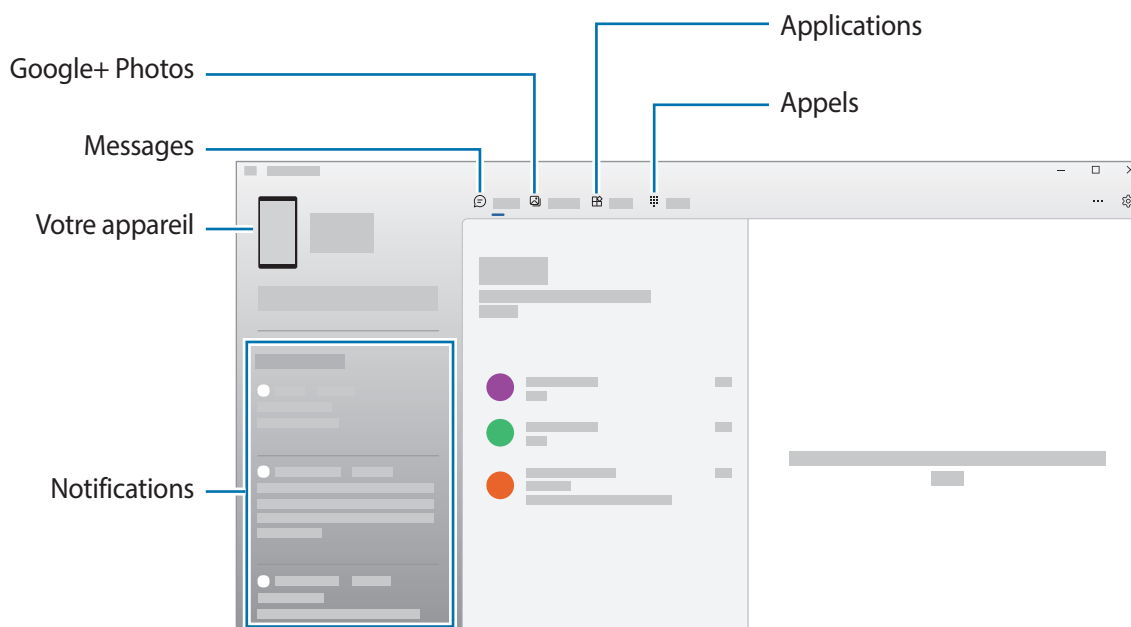 Applications
Google+ Photos
Appels
Messages
Votre appareil
Notifications